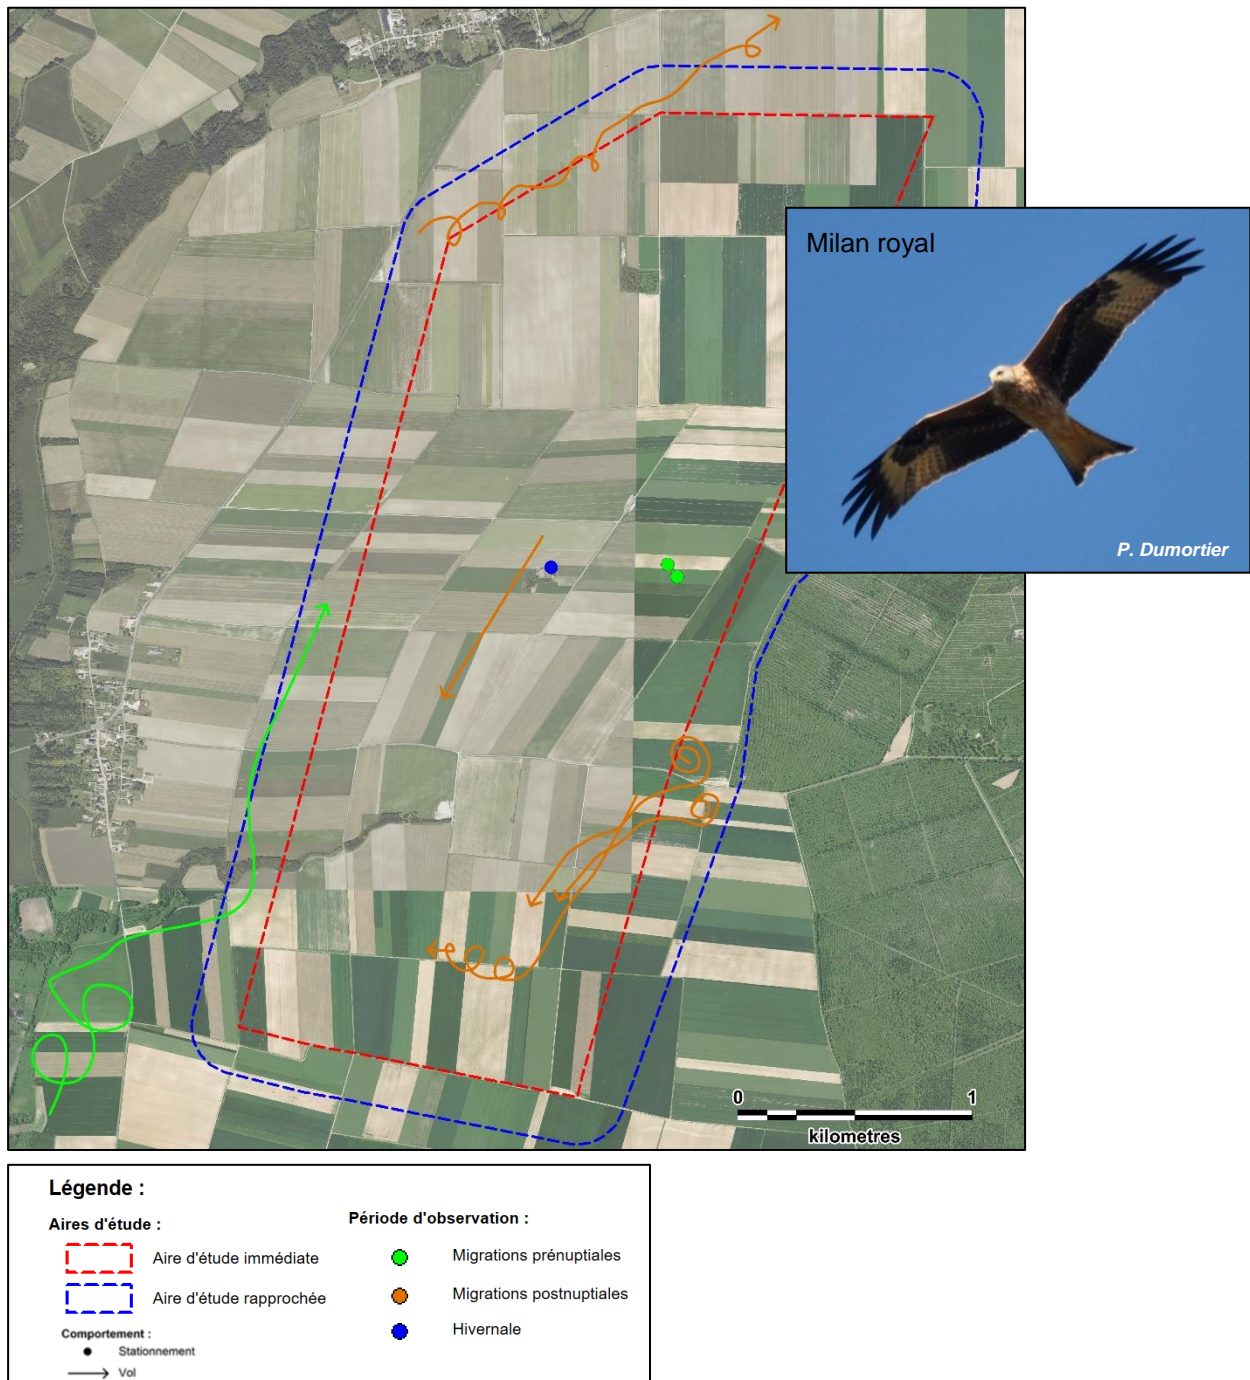 Milan royal
P. Dumortier
0 1
kilometres
Légende :
Aires d'étude :
Aire d'étude immédiate
Aire d'étude rapprochée
Comportement :
Stationnement
Vol
Période d'observation :
Migrations prénuptiales
Migrations postnuptiales
Hivernale